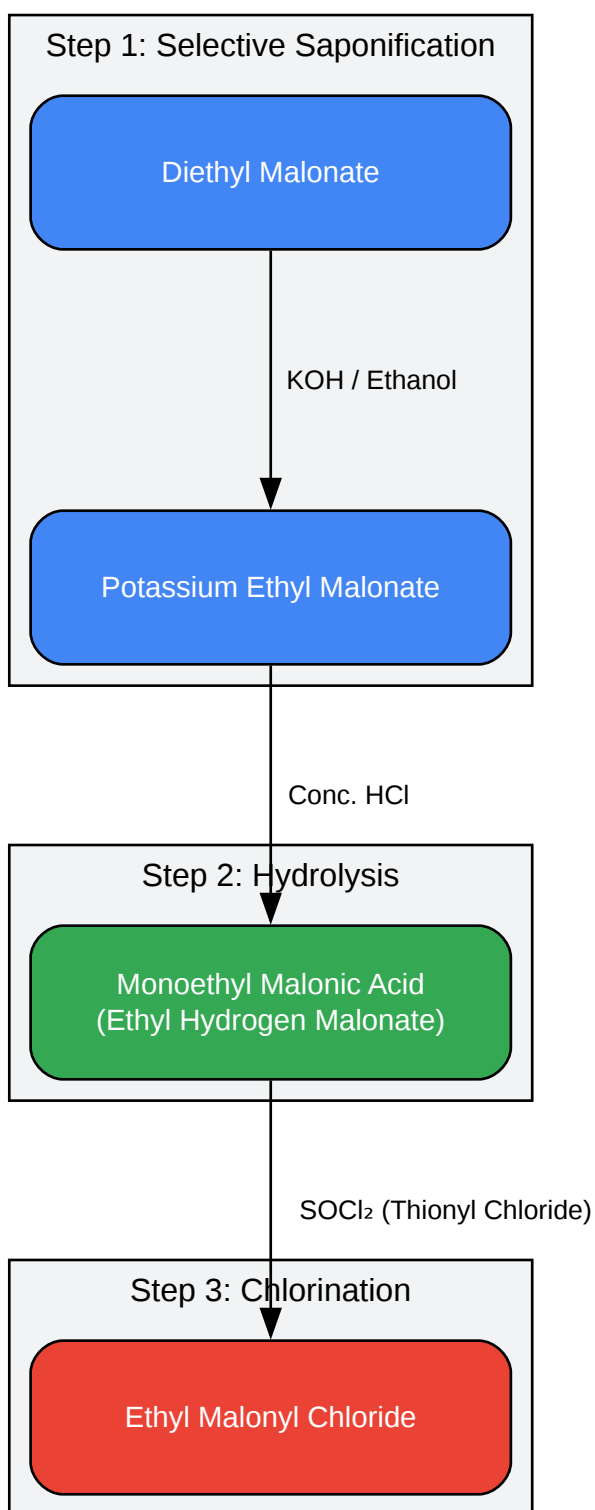 Step 1: Selective Saponification
Diethyl Malonate
KOH / Ethanol
Potassium Ethyl Malonate
Conc. HCl
Step 2: Hydrolysis
Monoethyl Malonic Acid
(Ethyl Hydrogen Malonate)
SOCl₂ (Thionyl Chloride)
Step 3: Chlorination
Ethyl Malonyl Chloride